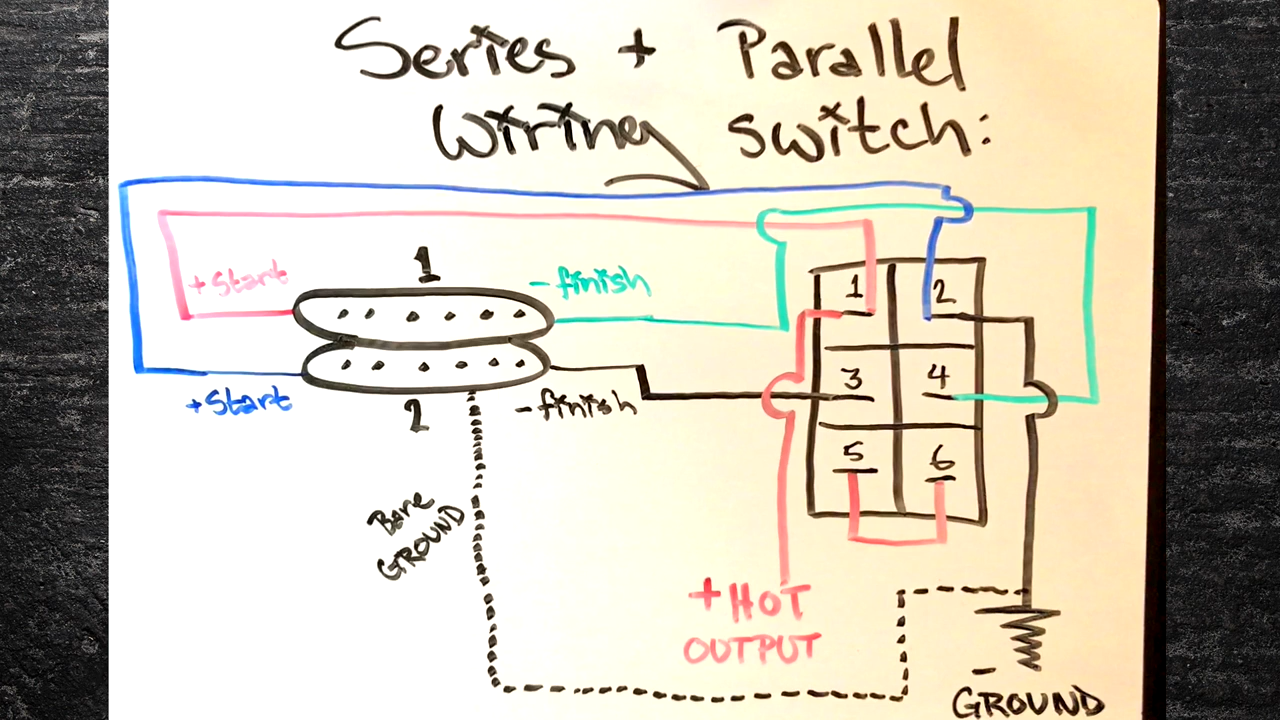 Series + Parallel
Wiring switch:
1
+Start
-finish
+Start
-finish
2
Bare
GROUND
1 2
3 4
5 6
+HOT
OUTPUT
-
GROUND